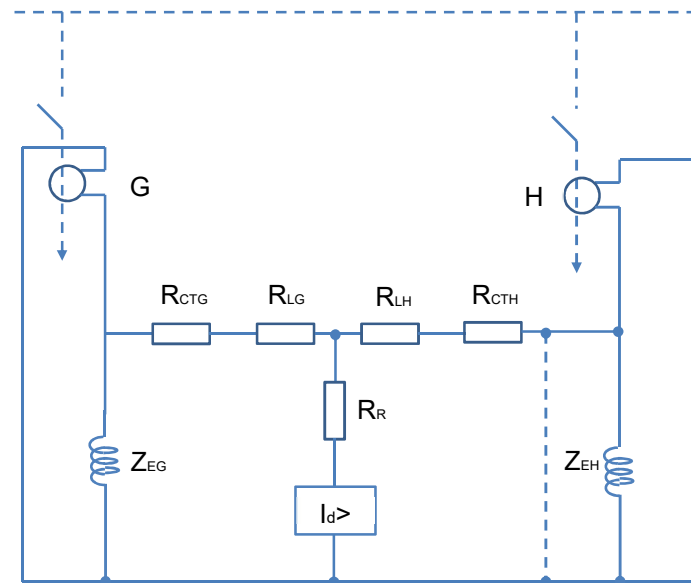 G
H
RCTG RLG RLH RCTH
RR
ZEG ZEH
Id>